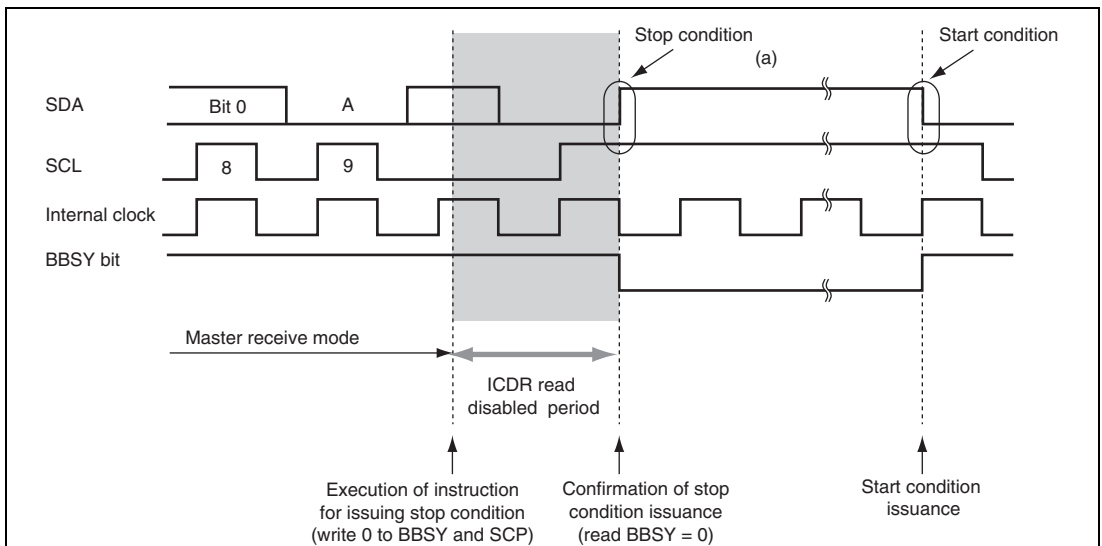 Stop condition
Start condition
(a)
SDA
Bit 0
A
SCL
8
9
Internal clock
BBSY bit
Master receive mode
ICDR read
disabled period
Execution of instruction
for issuing stop condition
(write 0 to BBSY and SCP)
Confirmation of stop
condition issuance
(read BBSY = 0)
Start condition
issuance